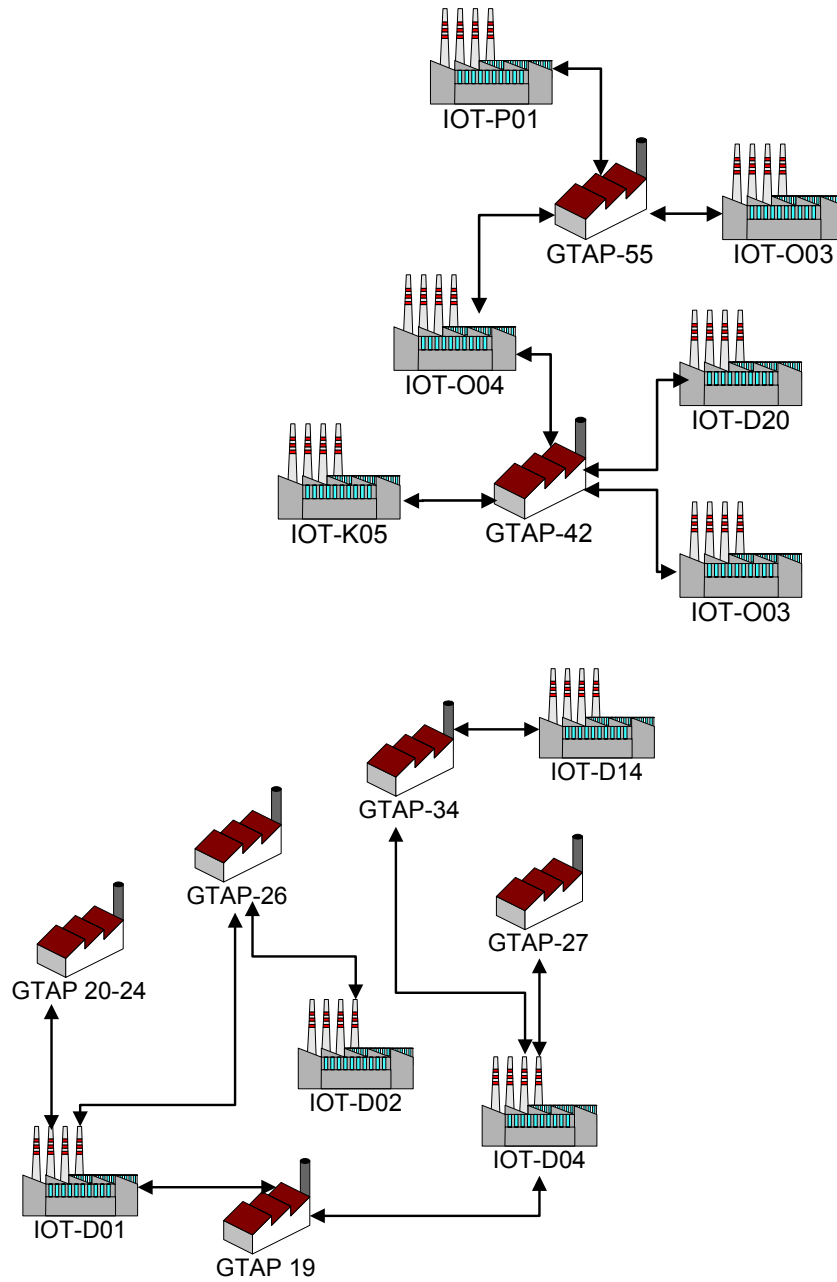 IOT-P01
GTAP-55
IOT-O03
IOT-O04
IOT-D20
IOT-K05
GTAP-42
IOT-O03
IOT-D14
GTAP-34
GTAP-26
GTAP-27
GTAP 20-24
IOT-D02
IOT-D04
IOT-D01
GTAP 19